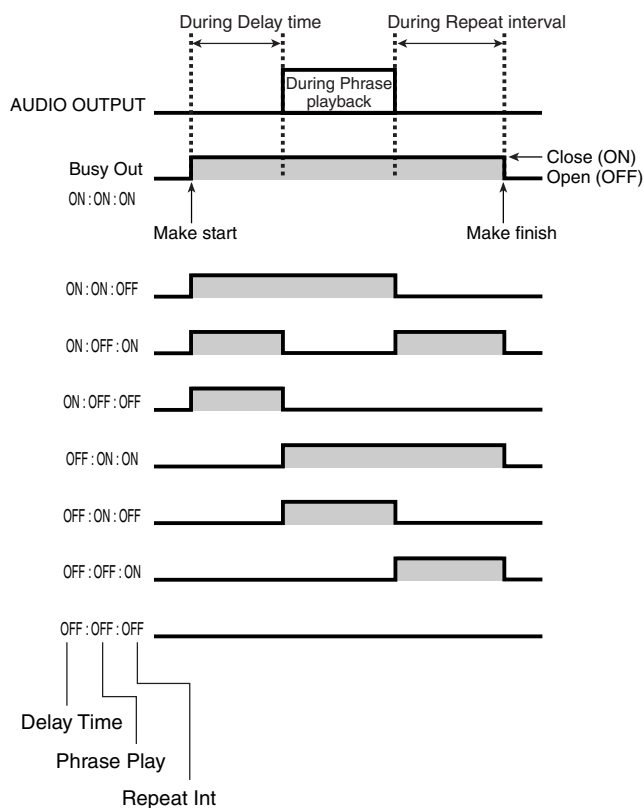 During Delay time
During Repeat interval
During Phrase
playback
AUDIO OUTPUT
Busy Out
Close (ON)
Open (OFF)
ON : ON : ON
Make start
Make finish
ON : ON : OFF
ON : OFF : ON
ON : OFF : OFF
OFF : ON : ON
OFF : ON : OFF
OFF : OFF : ON
OFF : OFF : OFF
Delay Time
Phrase Play
Repeat Int